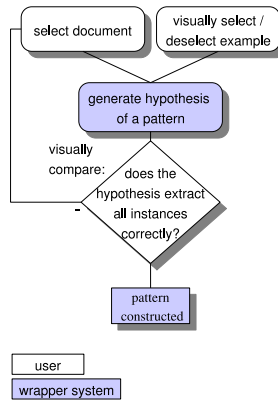 select document
visually select /
deselect example
generate hypothesis
of a pattern
visually
compare:
does the
hypothesis extract
all instances
correctly?
-
pattern
constructed
user
wrapper system